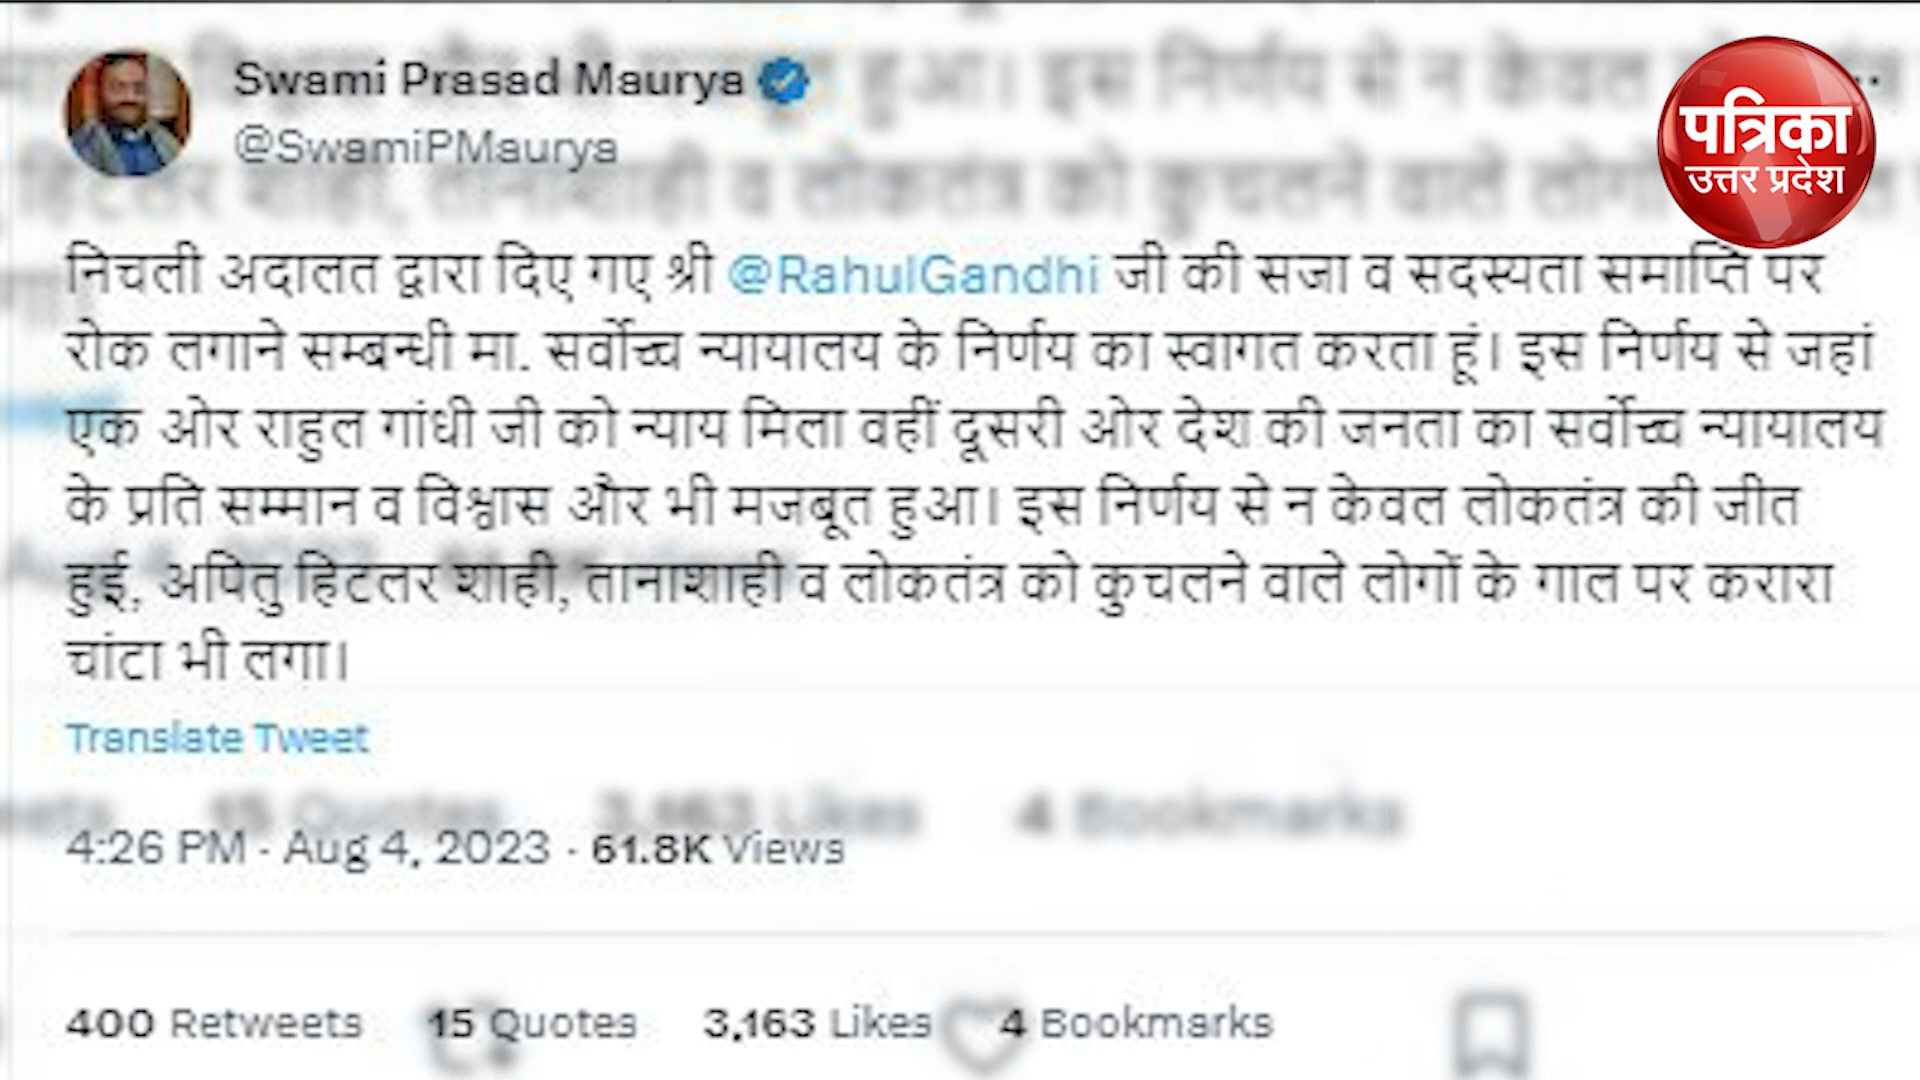 Swami Prasad Maurya
@SwamiPMaurya
पत्रिका
उत्तर प्रदेश
निचली अदालत द्वारा दिए गए श्री @RahulGandhi जी की सजा व सदस्यता समाप्ति पर
रोक लगाने सम्बन्धी मा. सर्वोच्च न्यायालय के निर्णय का स्वागत करता हूं। इस निर्णय से जहां
एक ओर राहुल गांधी जी को न्याय मिला वहीं दूसरी ओर देश की जनता का सर्वोच्च न्यायालय
के प्रति सम्मान व विश्वास और भी मजबूत हुआ। इस निर्णय से न केवल लोकतंत्र की जीत
हुई, अपितु हिटलर शाही, तानाशाही व लोकतंत्र को कुचलने वाले लोगों के गाल पर करारा
चांटा भी लगा।
Translate Tweet
4:26 PM · Aug 4, 2023 · 61.8K Views
400 Retweets 15 Quotes 3,163 Likes 4 Bookmarks